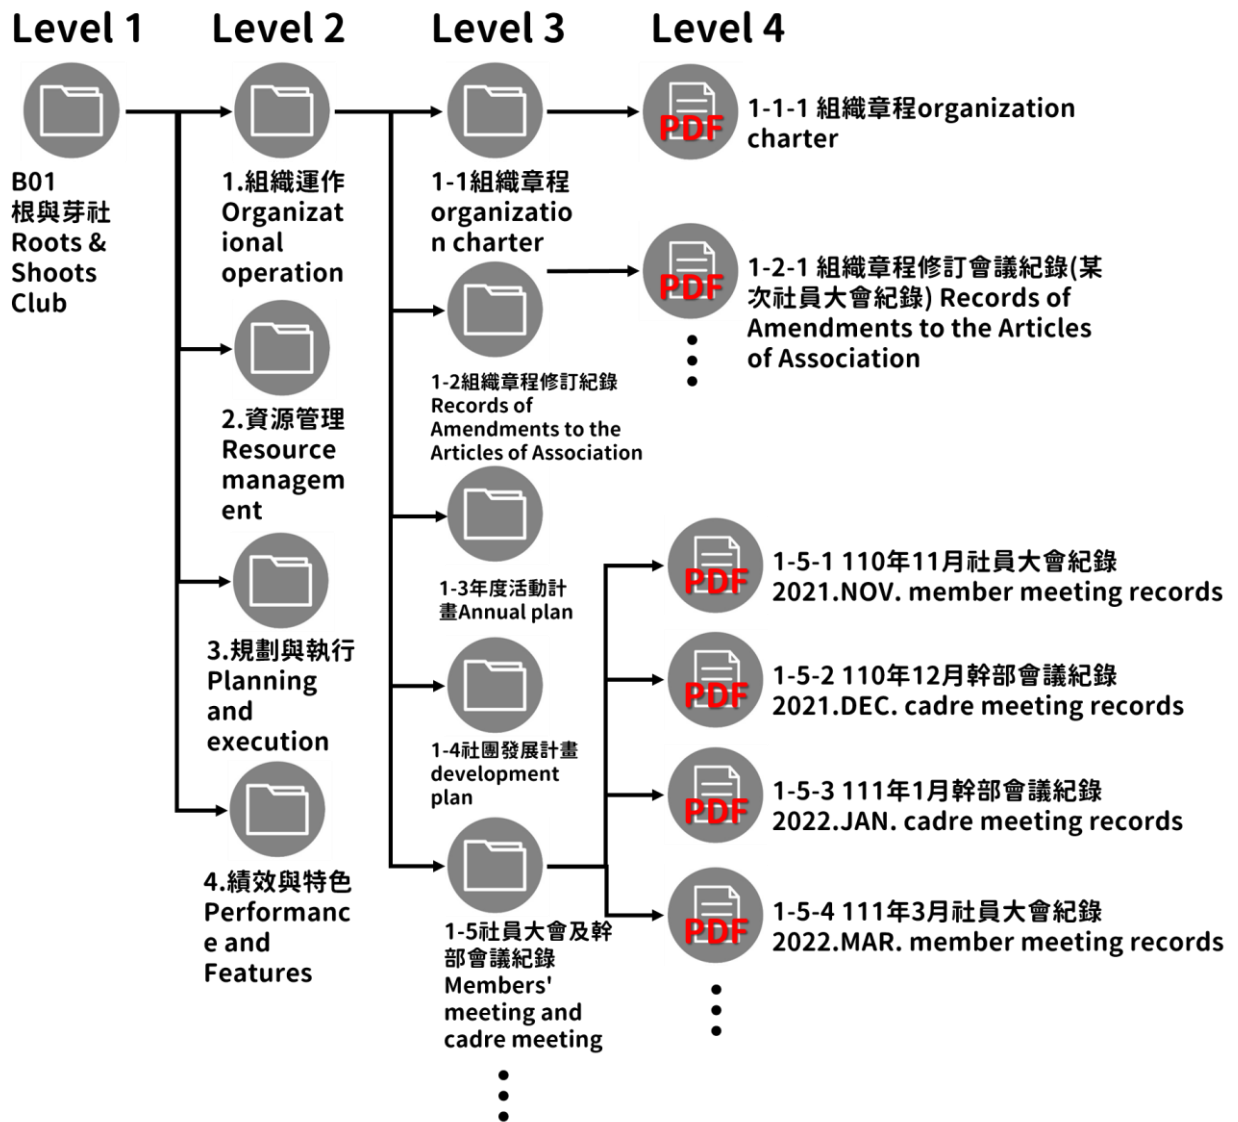 Level 1
Level 2
Level 3
Level 4
B01
根與芽社
Roots &
Shoots
Club
1.組織運作
Organizat
ional
operation
2.資源管理
Resource
managem
ent
3.規劃與執行
Planning
and
execution
4.績效與特色
Performanc
e and
Features
1-1組織章程
organizatio
n charter
1-2組織章程修訂紀錄
Records of
Amendments to the
Articles of Association
1-3年度活動計
畫Annual plan
1-4社團發展計畫
development
plan
1-5社員大會及幹
部會議紀錄
Members'
meeting and
cadre meeting
PDF
1-1-1 組織章程organization
charter
PDF
1-2-1 組織章程修訂會議紀錄(某
次社員大會紀錄) Records of
Amendments to the Articles
of Association
PDF
1-5-1 110年11月社員大會紀錄
2021.NOV. member meeting records
PDF
1-5-2 110年12月幹部會議紀錄
2021.DEC. cadre meeting records
PDF
1-5-3 111年1月幹部會議紀錄
2022.JAN. cadre meeting records
PDF
1-5-4 111年3月社員大會紀錄
2022.MAR. member meeting records